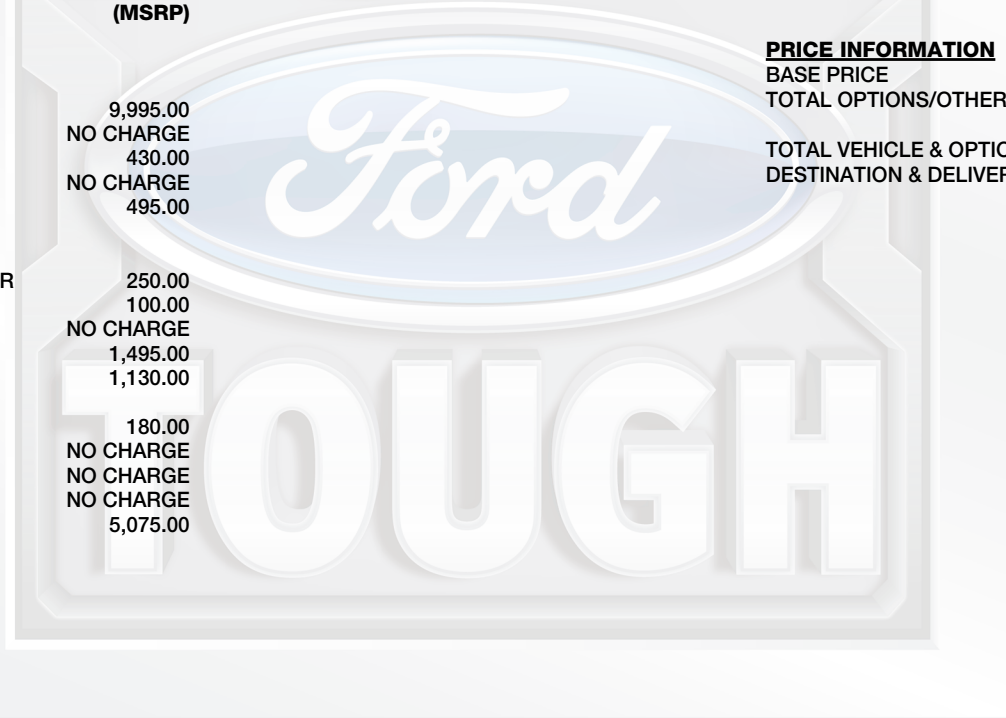 (MSRP)
9,995.00
NO CHARGE
430.00
NO CHARGE
495.00
R 250.00
100.00
NO CHARGE
1,495.00
1,130.00
180.00
NO CHARGE
NO CHARGE
NO CHARGE
5,075.00
PRICE INFORMATION
BASE PRICE
TOTAL OPTIONS/OTHER
TOTAL VEHICLE & OPTIO
DESTINATION & DELIVER
Ford
TOUGH